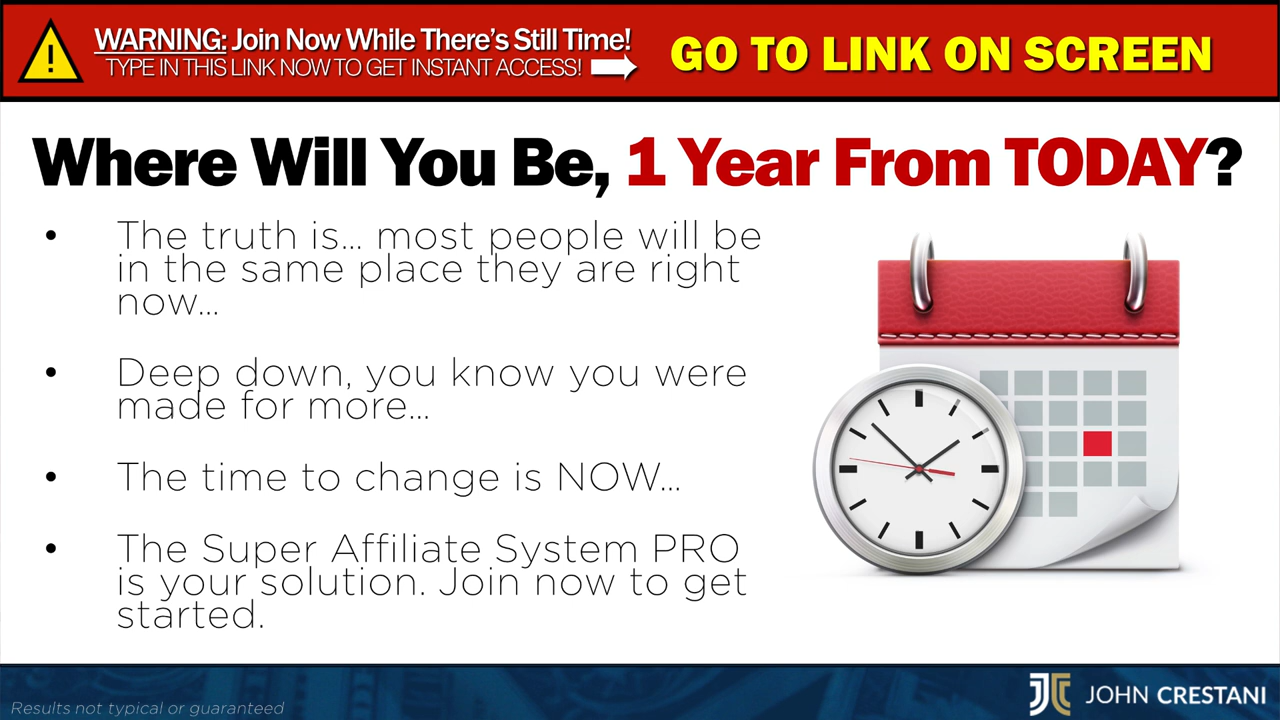 WARNING: Join Now While There's Still Time!
TYPE IN THIS LINK NOW TO GET INSTANT ACCESS!
GO TO LINK ON SCREEN
Where Will You Be, 1 Year From TODAY?
• The truth is... most people will be
in the same place they are right
now...
• Deep down, you know you were
made for more...
• The time to change is NOW...
• The Super Affiliate System PRO
is your solution. Join now to get
started.
Results not typical or guaranteed
JOHN CRESTANI